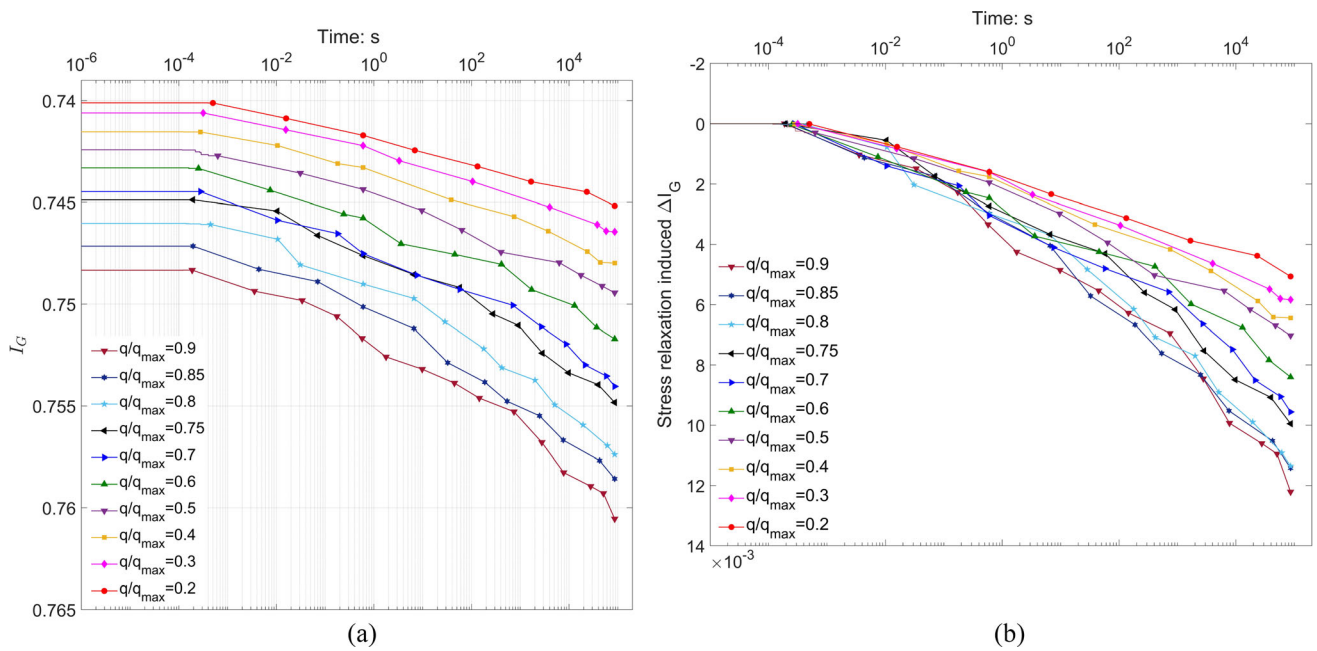 Time: s
10^-6 10^-4 10^-2 10^0 10^2 10^4
0.74
0.745
0.75
0.755
0.76
0.765
I_G
q/q_max=0.9
q/q_max=0.85
q/q_max=0.8
q/q_max=0.75
q/q_max=0.7
q/q_max=0.6
q/q_max=0.5
q/q_max=0.4
q/q_max=0.3
q/q_max=0.2
(a)
Time: s
10^-4 10^-2 10^0 10^2 10^4
-2
0
2
4
6
8
10
12
14
×10^-3
Stress relaxation induced ΔI_G
q/q_max=0.9
q/q_max=0.85
q/q_max=0.8
q/q_max=0.75
q/q_max=0.7
q/q_max=0.6
q/q_max=0.5
q/q_max=0.4
q/q_max=0.3
q/q_max=0.2
(b)